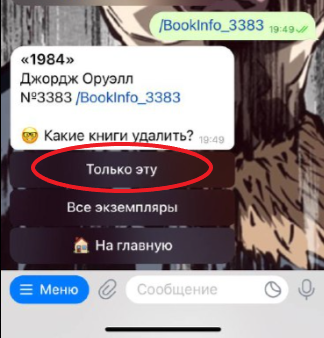 /BookInfo_3383 19:49
«1984»
Джордж Оруэлл
№3383 /BookInfo_3383
🤓 Какие книги удалить? 19:49
Только эту
Все экземпляры
🏠 На главную
Меню
Сообщение